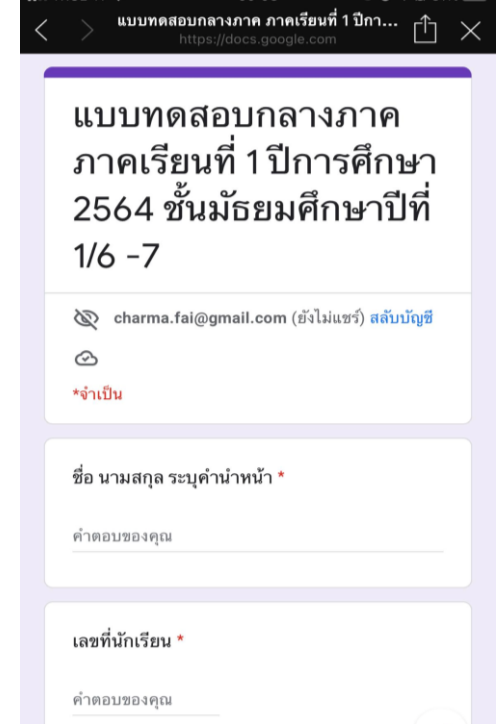 แบบทดสอบกลางภาค ภาคเรียนที่ 1 ปีกา...
https://docs.google.com
แบบทดสอบกลางภาค
ภาคเรียนที่ 1 ปีการศึกษา
2564 ชั้นมัธยมศึกษาปีที่
1/6 -7
charma.fai@gmail.com (ยังไม่แชร์) สลับบัญชี
*จำเป็น
ชื่อ นามสกุล ระบุคำนำหน้า *
คำตอบของคุณ
เลขที่นักเรียน *
คำตอบของคุณ